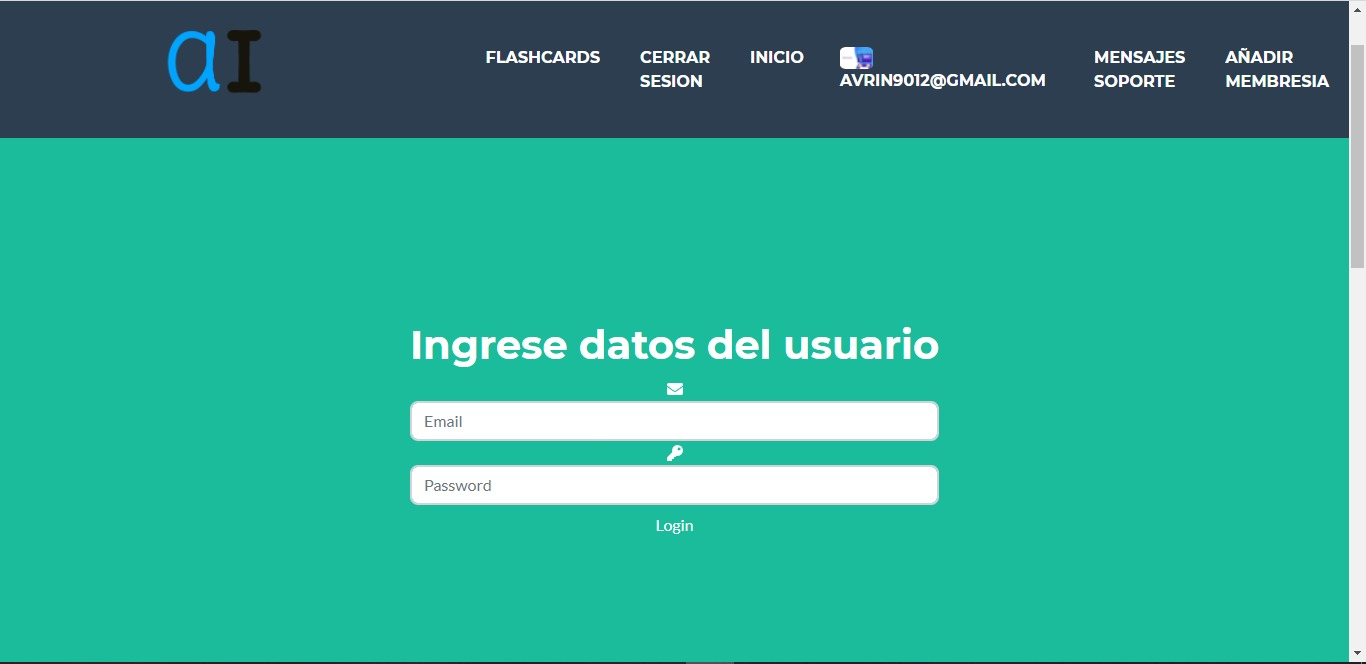 aI
FLASHCARDS
CERRAR
SESION
INICIO
AVRIN9012@GMAIL.COM
MENSAJES
SOPORTE
AÑADIR
MEMBRESIA
Ingrese datos del usuario
Email
Password
Login